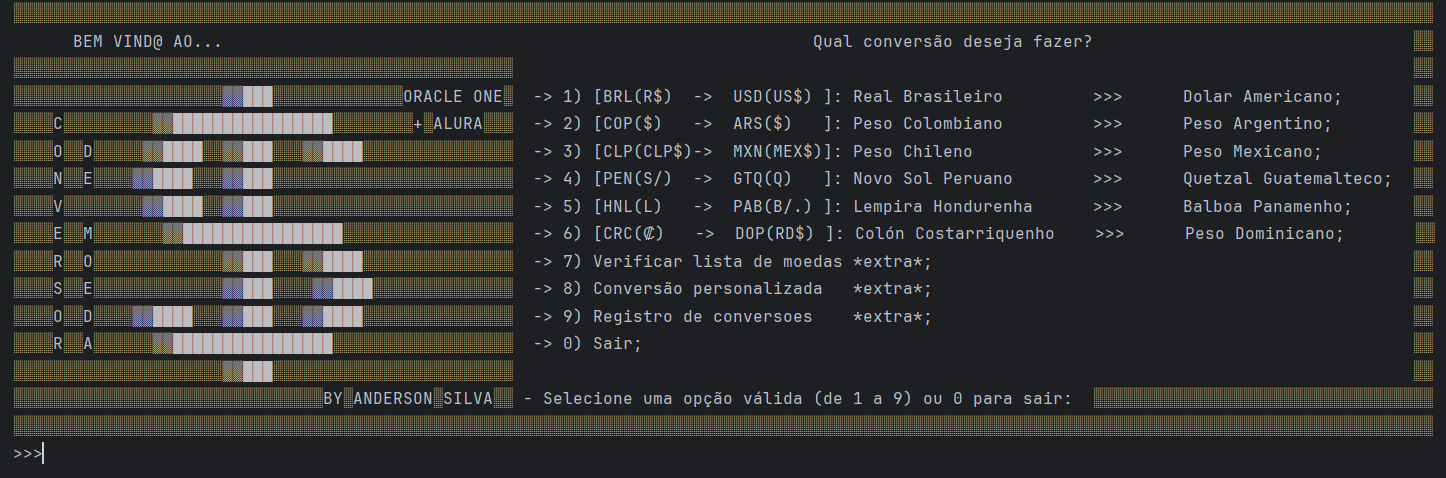 BEM VIND@ AO... Qual conversão deseja fazer?
ORACLE ONE -> 1) [BRL(R$) -> USD(US$) ]: Real Brasileiro >>> Dolar Americano;
C + ALURA -> 2) [COP($) -> ARS($) ]: Peso Colombiano >>> Peso Argentino;
O D -> 3) [CLP(CLP$)-> MXN(MEX$)]: Peso Chileno >>> Peso Mexicano;
N E -> 4) [PEN(S/) -> GTQ(Q) ]: Novo Sol Peruano >>> Quetzal Guatemalteco;
V -> 5) [HNL(L) -> PAB(B/.) ]: Lempira Hondurenha >>> Balboa Panamenho;
E M -> 6) [CRC(₡) -> DOP(RD$) ]: Colón Costarriquenho >>> Peso Dominicano;
R O -> 7) Verificar lista de moedas *extra*;
S E -> 8) Conversão personalizada *extra*;
O D -> 9) Registro de conversoes *extra*;
R A -> 0) Sair;
BY ANDERSON SILVA - Selecione uma opção válida (de 1 a 9) ou 0 para sair:
>>>